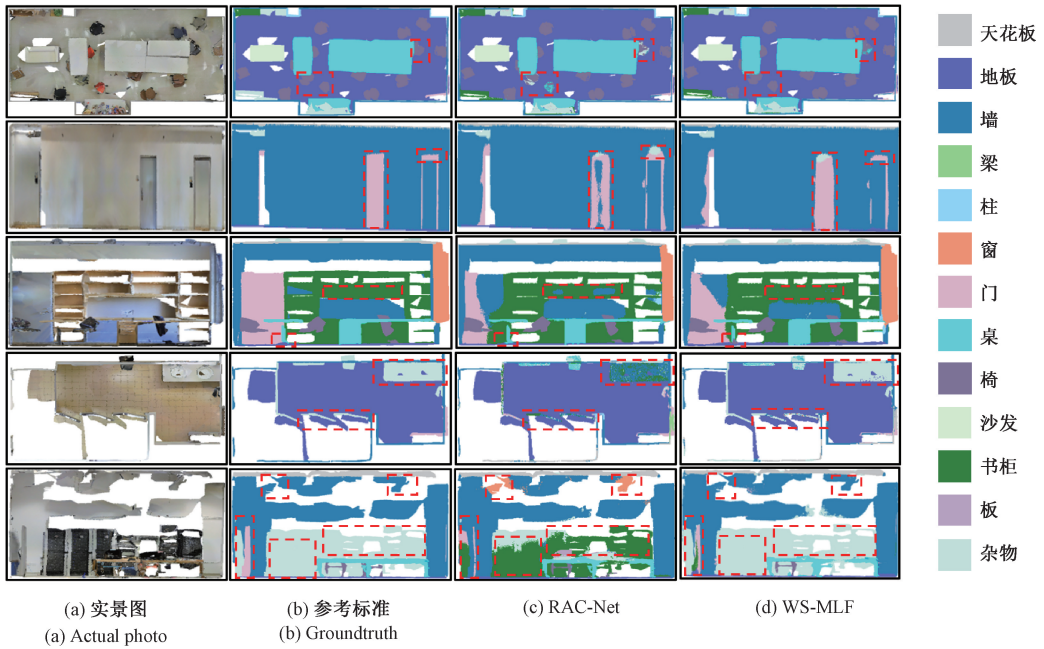 天花板
地板
墙
梁
柱
窗
门
桌
椅
沙发
书柜
板
杂物
(a) 实景图
(b) 参考标准
(c) RAC-Net
(d) WS-MLF
(a) Actual photo
(b) Groundtruth